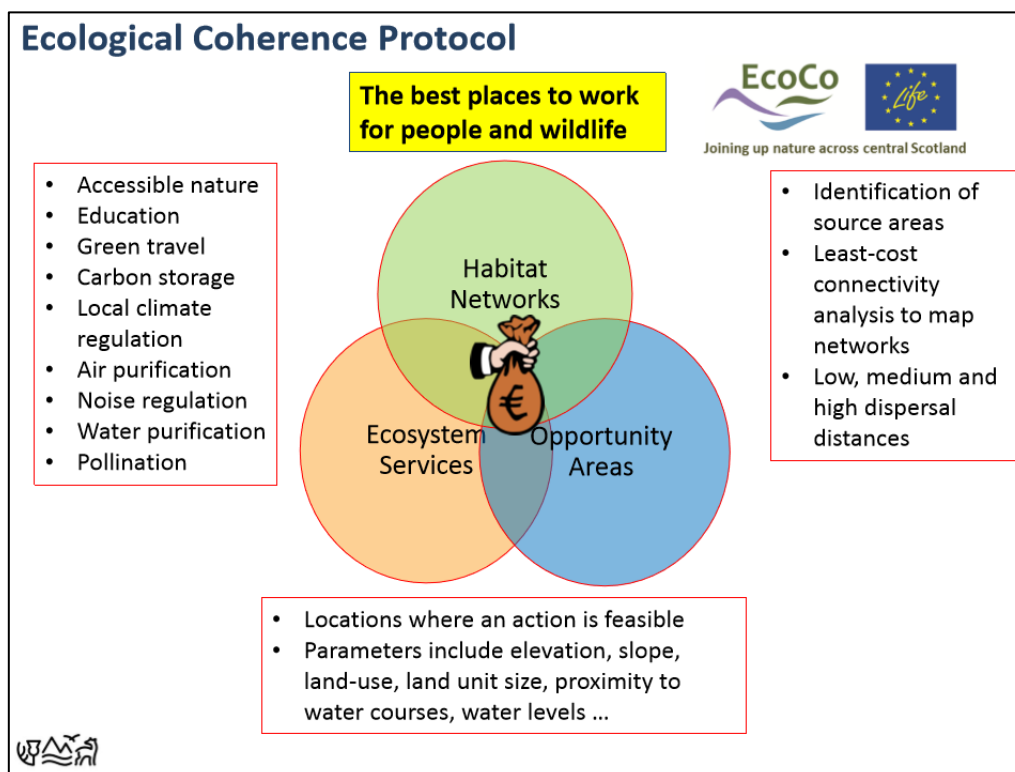 Ecological Coherence Protocol
The best places to work
for people and wildlife
EcoCo
Life
Joining up nature across central Scotland
• Accessible nature
• Education
• Green travel
• Carbon storage
• Local climate
regulation
• Air purification
• Noise regulation
• Water purification
• Pollination
• Identification of
source areas
• Least-cost
connectivity
analysis to map
networks
• Low, medium and
high dispersal
distances
Habitat
Networks
€
Ecosystem
Services
Opportunity
Areas
• Locations where an action is feasible
• Parameters include elevation, slope,
land-use, land unit size, proximity to
water courses, water levels ...